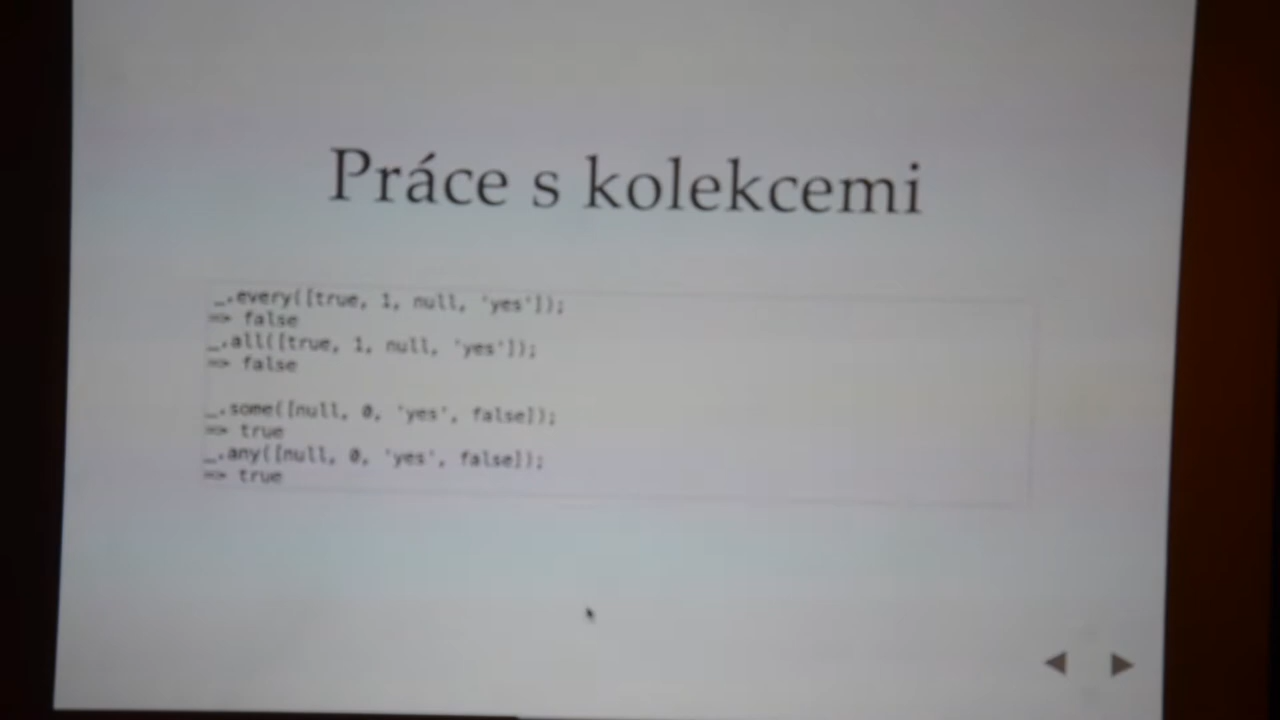 Práce s kolekcemi
_.every([true, 1, null, 'yes']);
=> false
_.all([true, 1, null, 'yes']);
=> false
_.some([null, 0, 'yes', false]);
=> true
_.any([null, 0, 'yes', false]);
=> true